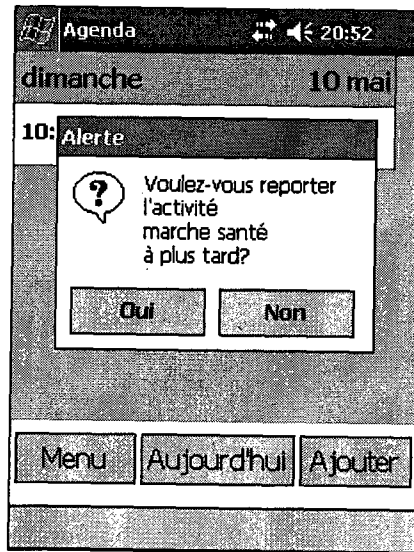 Agenda 20:52
dimanche 10 mai
10:
Alerte
Voulez-vous reporter
l'activité
marche santé
à plus tard?
Oui Non
Menu Aujourd'hui Ajouter